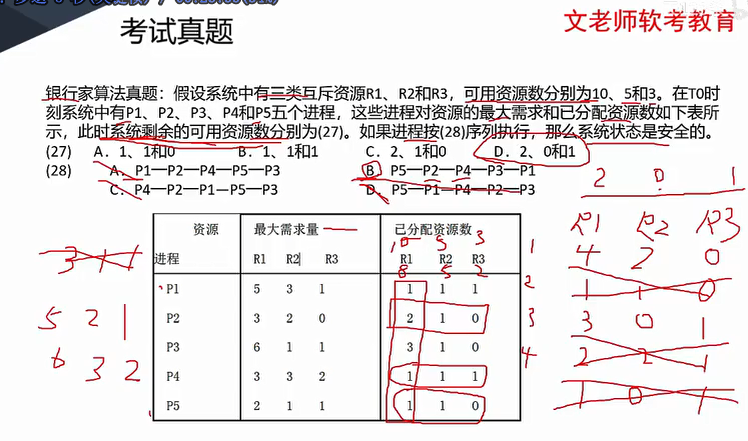 考试真题
文老师软考教育
银行家算法真题：假设系统中有三类互斥资源R1、R2和R3，可用资源数分别为10、5和3。在T0时
刻系统中有P1、P2、P3、P4和P5五个进程，这些进程对资源的最大需求和已分配资源数如下表所
示，此时系统剩余的可用资源数分别为(27)。如果进程按(28)序列执行，那么系统状态是安全的。
(27) A. 1、1和0 B. 1、1和1 C. 2、1和0 D. 2、0和1
(28) A. P1—P2—P4—P5—P3 B. P5—P2—P4—P3—P1
C. P4—P2—P1—P5—P3 D. P5—P1—P4—P2—P3
2 0 1
资源 最大需求量 已分配资源数
10 5 3
R1 R2 R3
进程 R1 R2 R3 R1 R2 R3
8 5 2
P1 5 3 1 1 1 1
P2 3 2 0 2 1 0
P3 6 1 1 3 1 0
P4 3 3 2 1 1 1
P5 2 1 1 1 1 0
3 1 1
5 2 1
6 3 2
1 4 2 0
2 1 1 0
3 3 0 1
4 2 2 1
1 0 1